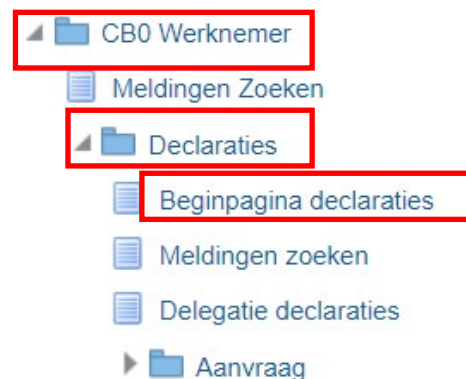 CB0 Werknemer
Meldingen Zoeken
Declaraties
Beginpagina declaraties
Meldingen zoeken
Delegatie declaraties
Aanvraag